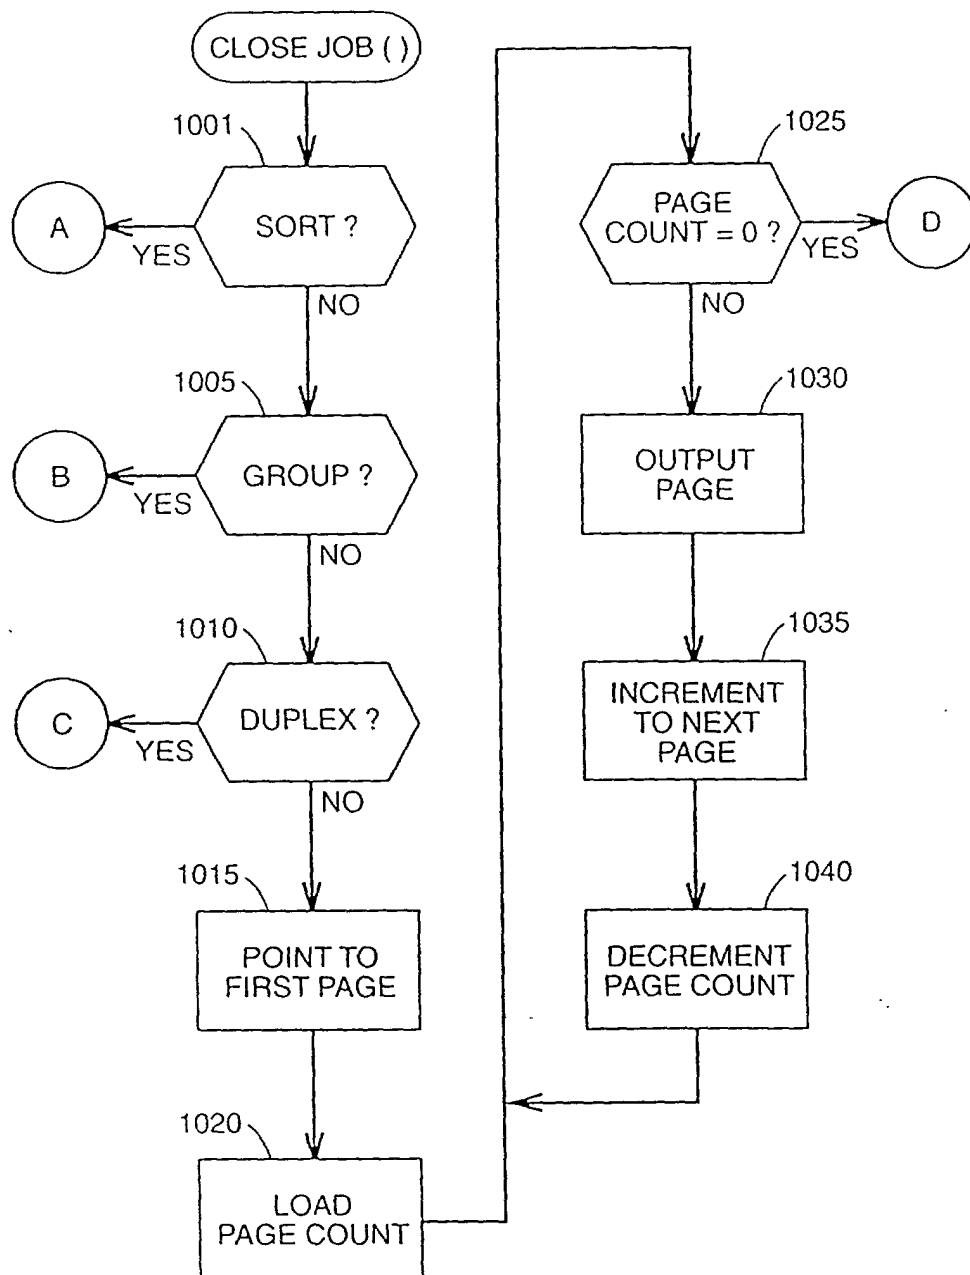 CLOSE JOB ( )
1001
SORT ?
A
YES
NO
1005
GROUP ?
B
YES
NO
1010
DUPLEX ?
C
YES
NO
1015
POINT TO
FIRST PAGE
1020
LOAD
PAGE COUNT
1025
PAGE
COUNT = 0 ?
YES
D
NO
1030
OUTPUT
PAGE
1035
INCREMENT
TO NEXT
PAGE
1040
DECREMENT
PAGE COUNT